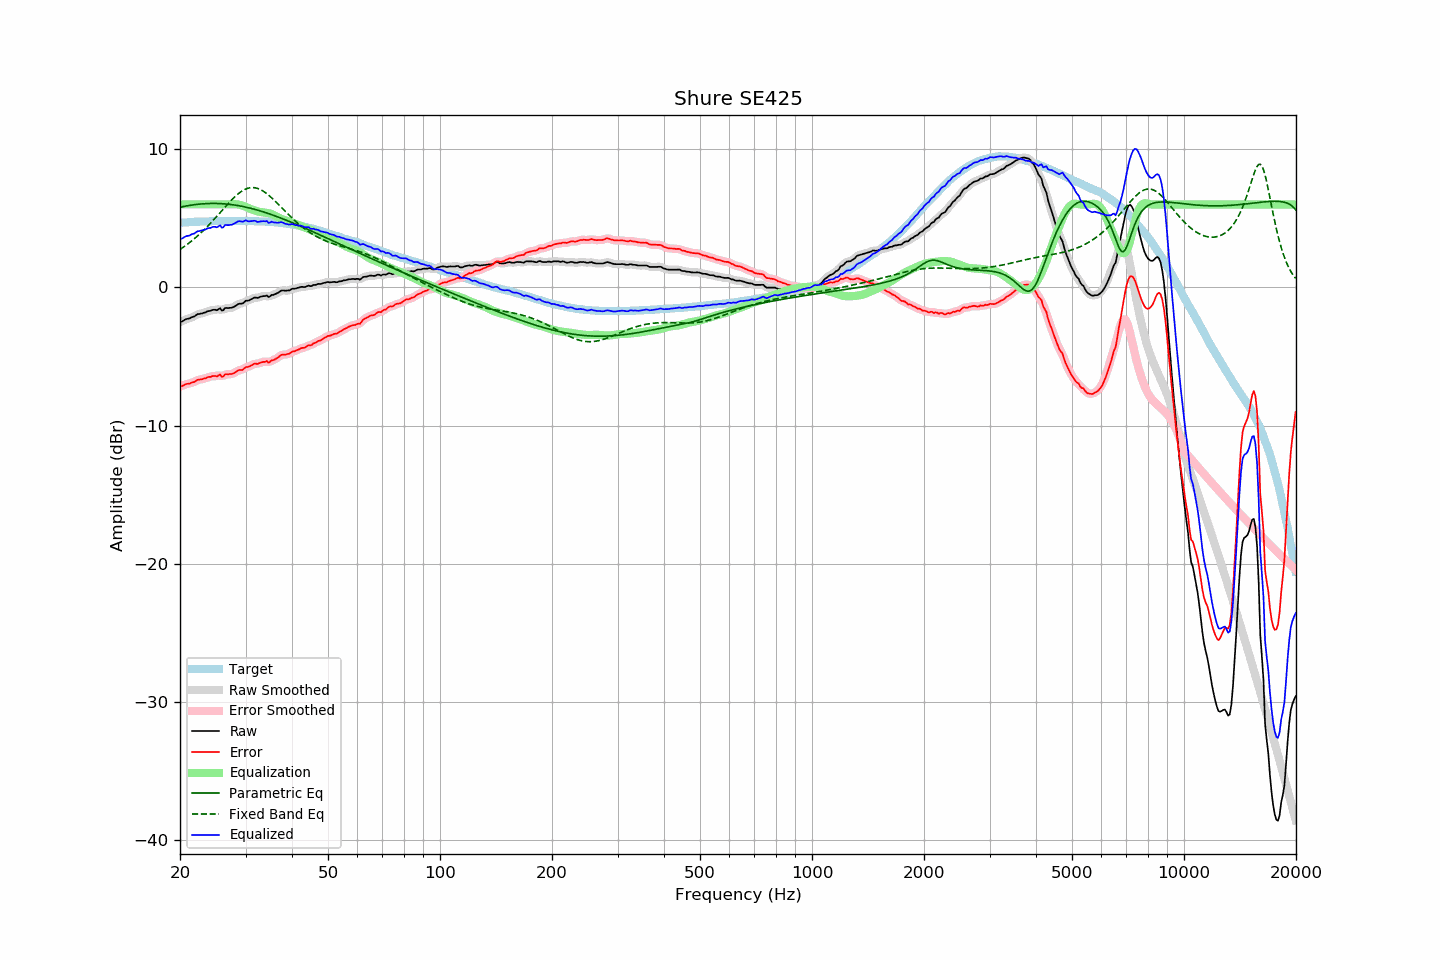 Shure SE425
Amplitude (dBr)
10
0
−10
−20
−30
−40
Target
Raw Smoothed
Error Smoothed
Raw
Error
Equalization
Parametric Eq
Fixed Band Eq
Equalized
20 50 100 200 500 1000 2000 5000 10000 20000
Frequency (Hz)